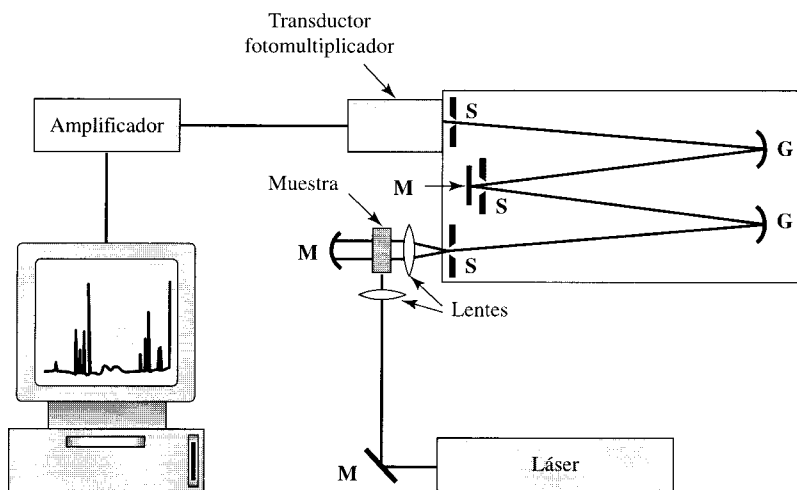 Transductor
fotomultiplicador
S
Amplificador
G
M
S
Muestra
G
M
S
Lentes
M
Láser